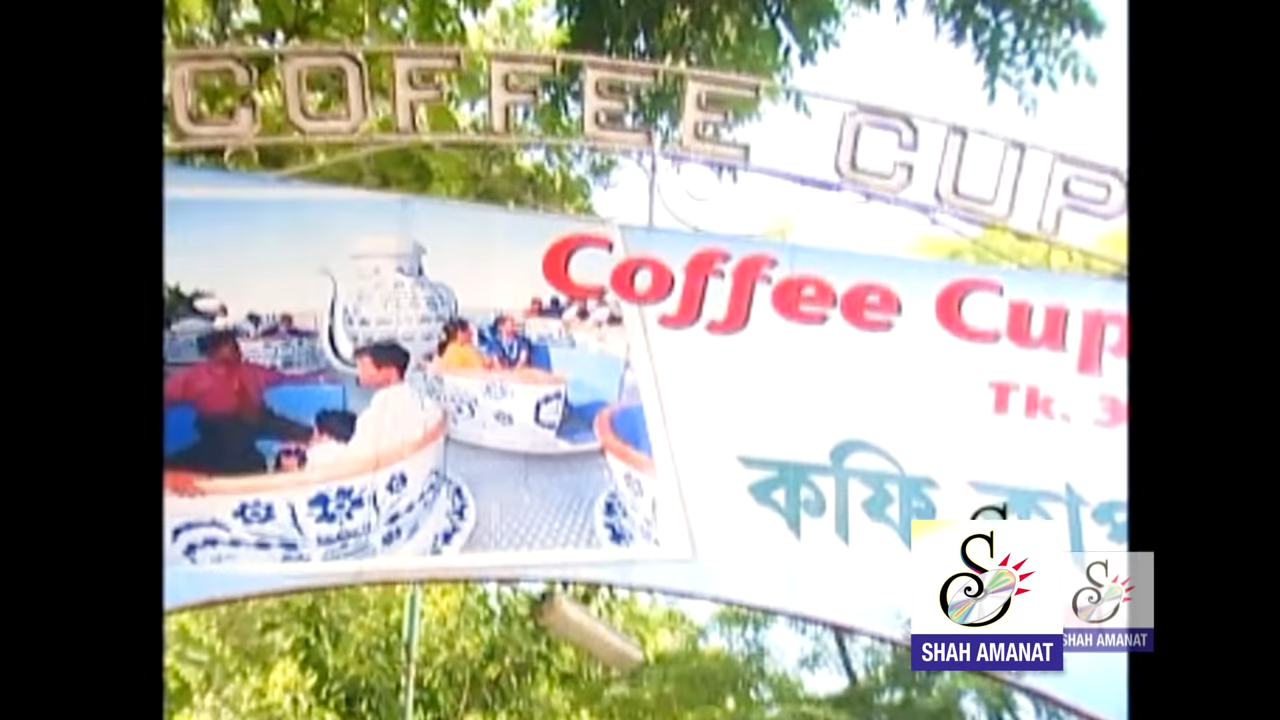 COFFEE CUP
Coffee Cup
Tk. 3
কফি কাপ
SHAH AMANAT
SHAH AMANAT